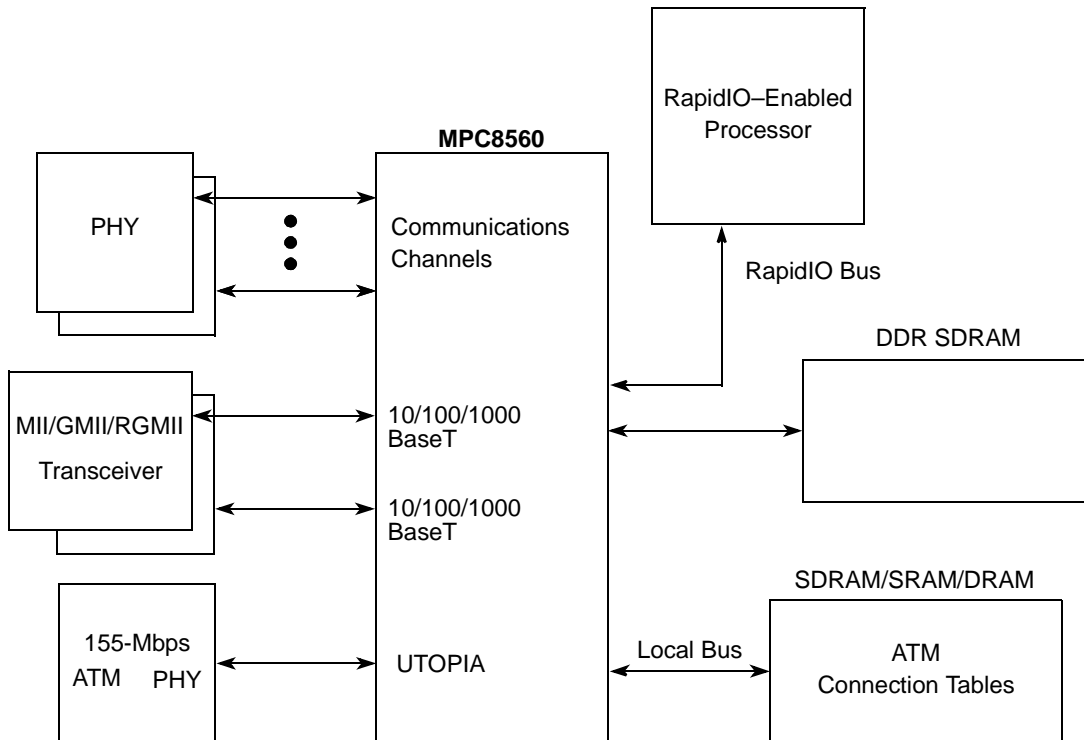 RapidIO–Enabled
Processor
MPC8560
PHY
Communications
Channels
RapidIO Bus
DDR SDRAM
MII/GMII/RGMII
Transceiver
10/100/1000
BaseT
10/100/1000
BaseT
SDRAM/SRAM/DRAM
155-Mbps
ATM PHY
UTOPIA
Local Bus
ATM
Connection Tables